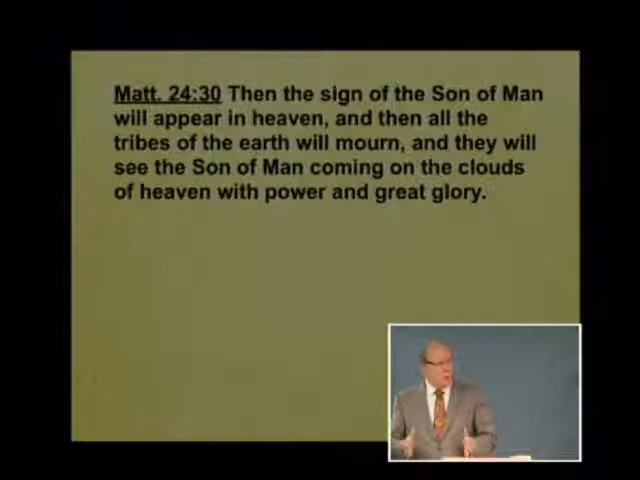 Matt. 24:30 Then the sign of the Son of Man
will appear in heaven, and then all the
tribes of the earth will mourn, and they will
see the Son of Man coming on the clouds
of heaven with power and great glory.